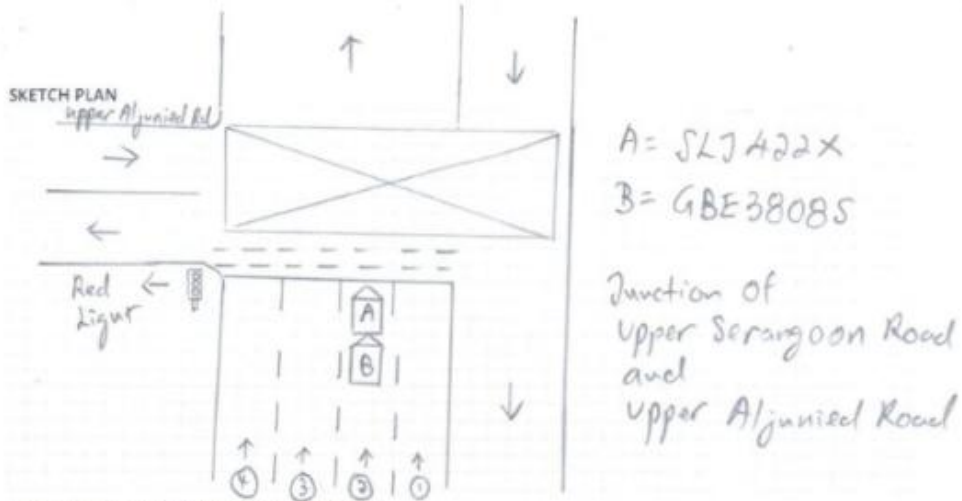 SKETCH PLAN
Upper Aljunied Rd
A = SLJ422X
B = GBE3808S
Red
Light
A
B
Junction of
Upper Serangoon Road
and
Upper Aljunied Road
4 3 2 1